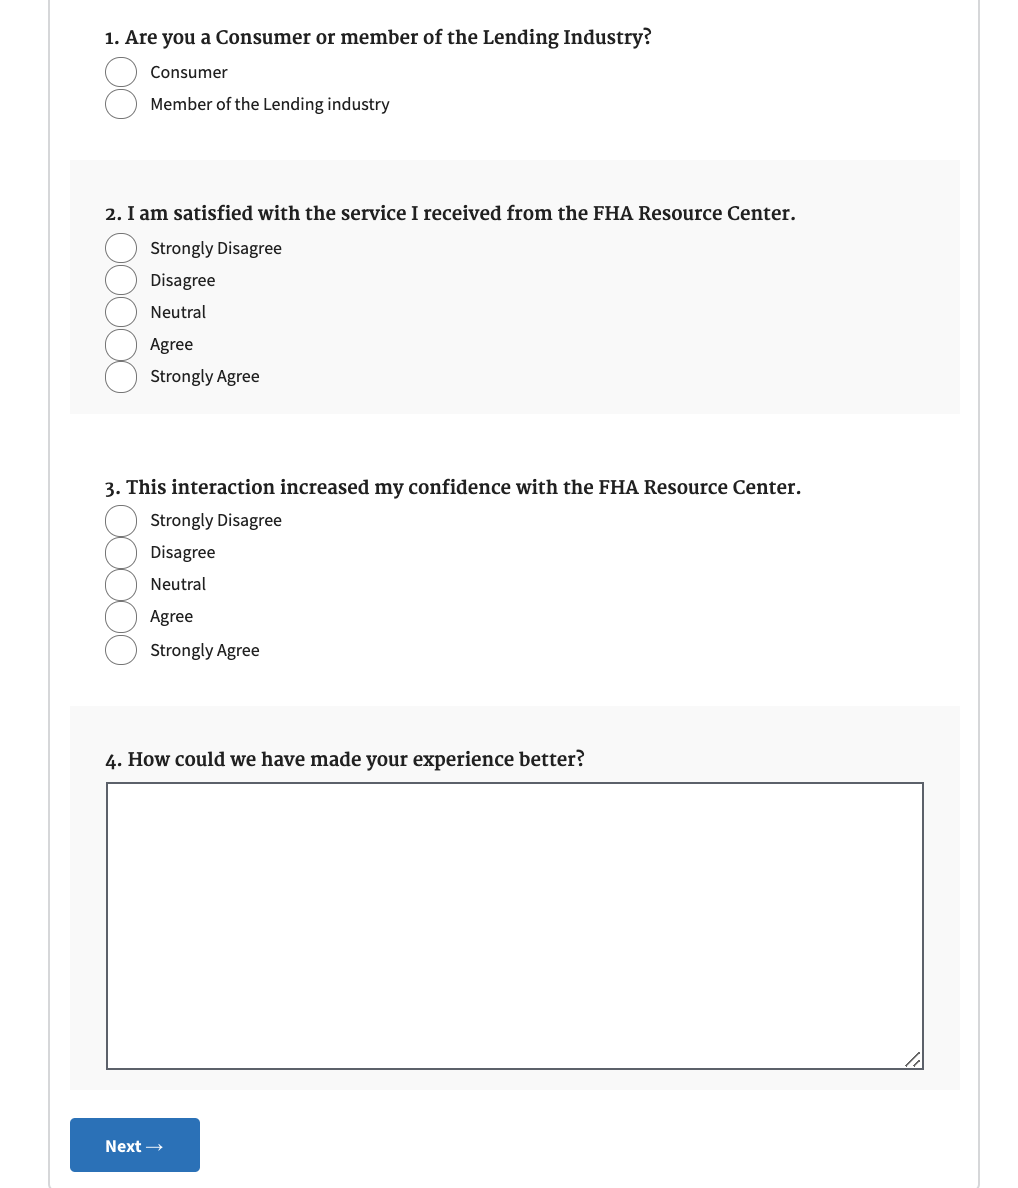 1. Are you a Consumer or member of the Lending Industry?
Consumer
Member of the Lending industry
2. I am satisfied with the service I received from the FHA Resource Center.
Strongly Disagree
Disagree
Neutral
Agree
Strongly Agree
3. This interaction increased my confidence with the FHA Resource Center.
Strongly Disagree
Disagree
Neutral
Agree
Strongly Agree
4. How could we have made your experience better?
Next →